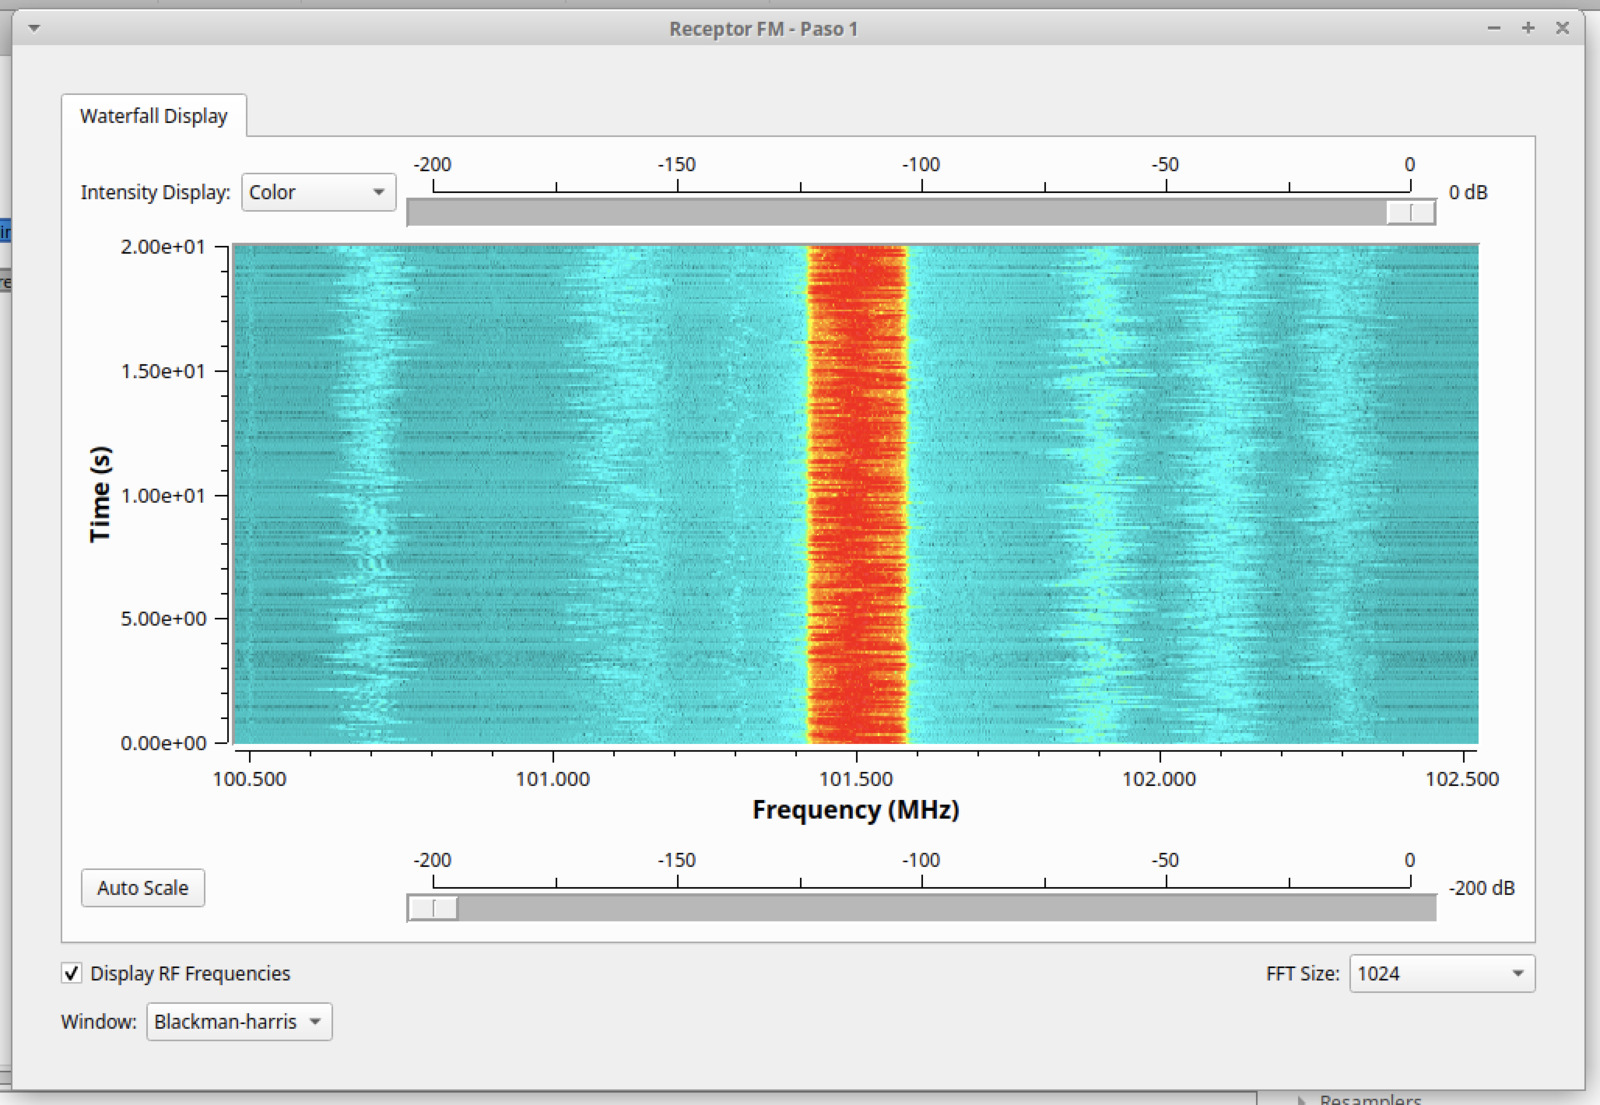 Receptor FM - Paso 1
Waterfall Display
-200 -150 -100 -50 0
Intensity Display: Color 0 dB
2.00e+01
1.50e+01
1.00e+01
5.00e+00
0.00e+00
Time (s)
100.500 101.000 101.500 102.000 102.500
Frequency (MHz)
-200 -150 -100 -50 0
Auto Scale -200 dB
Display RF Frequencies FFT Size: 1024
Window: Blackman-harris
Resamplers